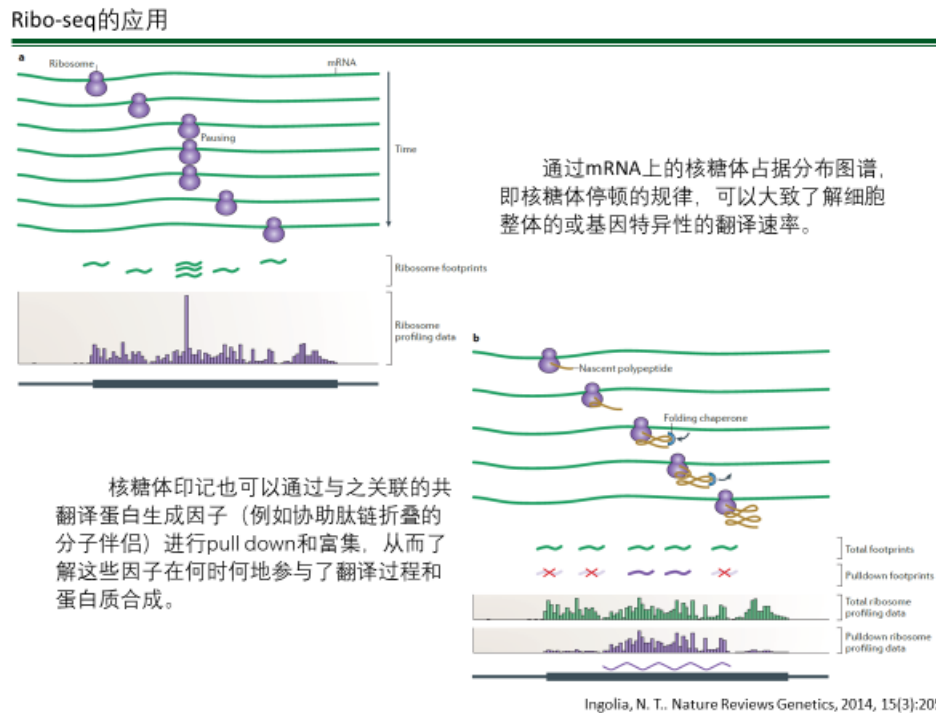 Ribo-seq的应用
a
Ribosome
mRNA
Pausing
Time
Ribosome footprints
Ribosome
profiling data
通过mRNA上的核糖体占据分布图谱，
即核糖体停顿的规律，可以大致了解细胞
整体的或基因特异性的翻译速率。
b
Nascent polypeptide
Folding chaperone
Total footprints
Pulldown footprints
Total ribosome
profiling data
Pulldown ribosome
profiling data
核糖体印记也可以通过与之关联的共
翻译蛋白生成因子（例如协助肽链折叠的
分子伴侣）进行pull down和富集，从而了
解这些因子在何时何地参与了翻译过程和
蛋白质合成。
Ingolia, N. T.. Nature Reviews Genetics, 2014, 15(3):205